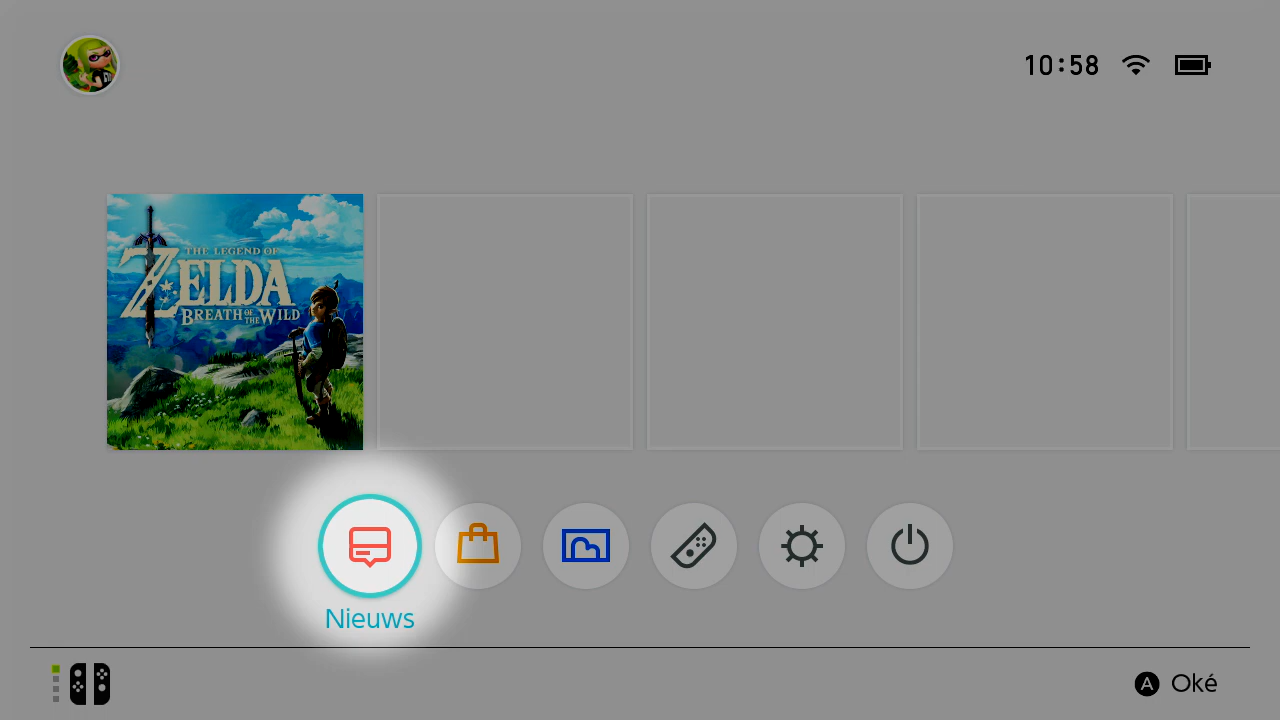 10:58
THE LEGEND OF
ZELDA
BREATH OF THE WILD
Nieuws
A Oké